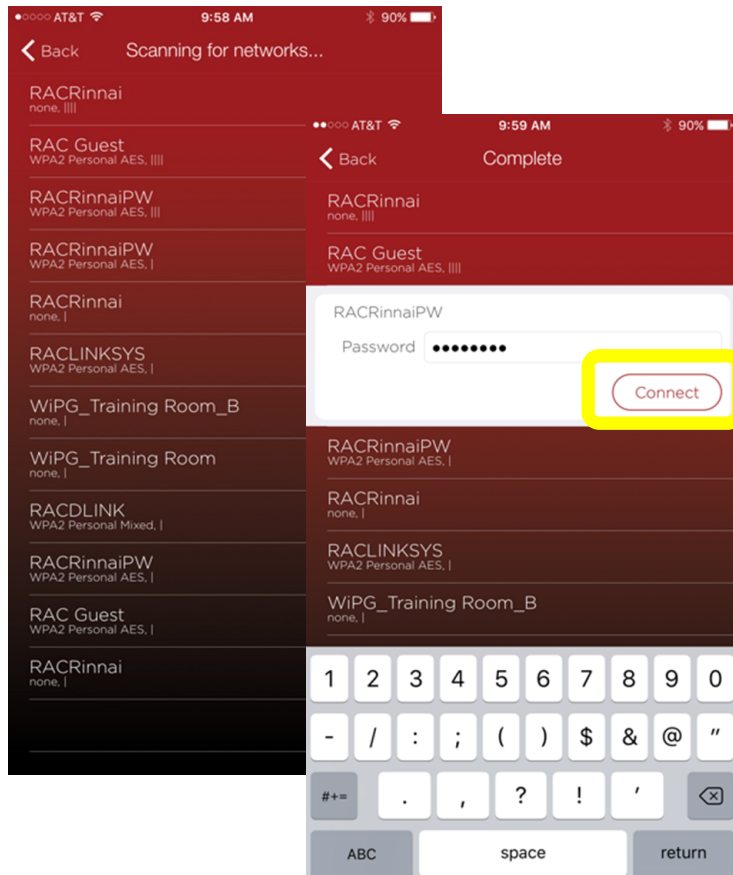 AT&T 9:58 AM 90%
Back Scanning for networks...
RACRinnai
none, ||||
RAC Guest
WPA2 Personal AES, ||||
RACRinnaiPW
WPA2 Personal AES, |||
RACRinnaiPW
WPA2 Personal AES, |
RACRinnai
none, |
RACLINKSYS
WPA2 Personal AES, |
WiPG_Training Room_B
none, |
WiPG_Training Room
none, |
RACDLINK
WPA2 Personal Mixed, |
RACRinnaiPW
WPA2 Personal AES, |
RAC Guest
WPA2 Personal AES, |
RACRinnai
none, |
AT&T 9:59 AM 90%
Back Complete
RACRinnai
none, ||||
RAC Guest
WPA2 Personal AES, ||||
RACRinnaiPW
Password ●●●●●●●●
Connect
RACRinnaiPW
WPA2 Personal AES, |
RACRinnai
none, |
RACLINKSYS
WPA2 Personal AES, |
WiPG_Training Room_B
none, |
1 2 3 4 5 6 7 8 9 0
- / : ; ( ) $ & @ "
#+= . , ? ! '
ABC space return